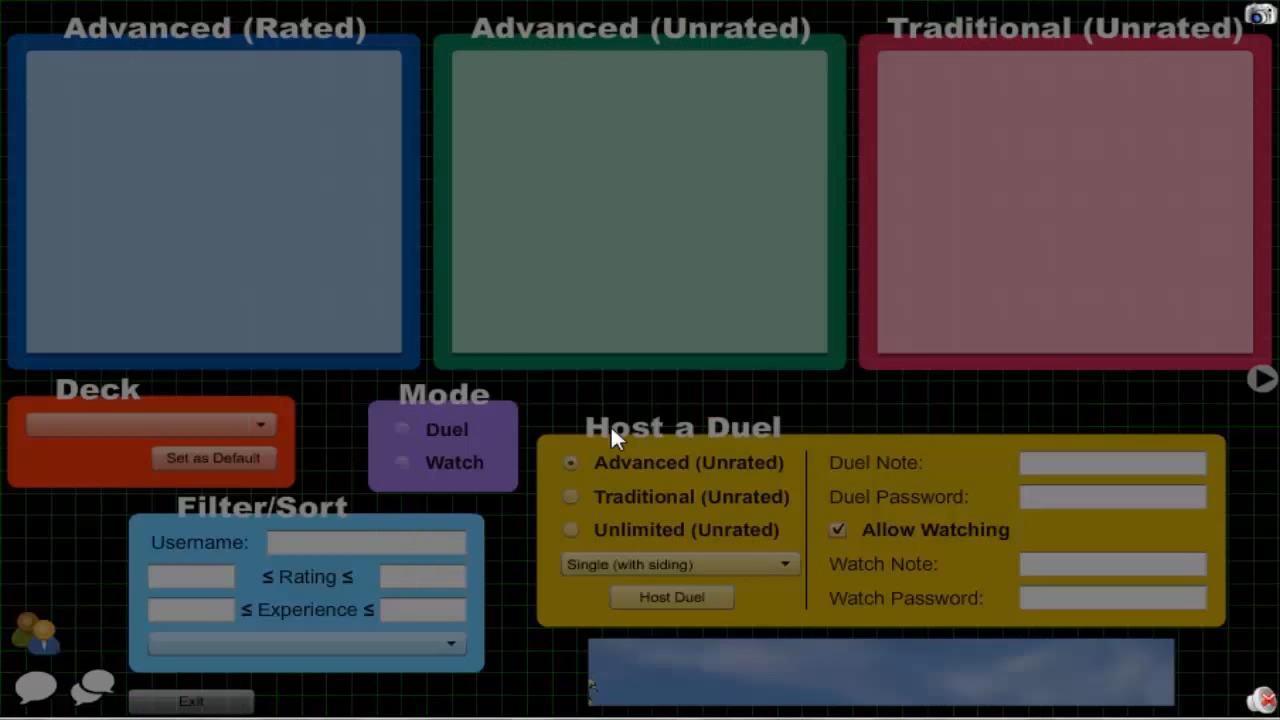 Advanced (Rated)
Advanced (Unrated)
Traditional (Unrated)
Deck
Set as Default
Mode
Duel
Watch
Filter/Sort
Username:
≤ Rating ≤
≤ Experience ≤
Exit
Host a Duel
Advanced (Unrated)
Traditional (Unrated)
Unlimited (Unrated)
Single (with siding)
Host Duel
Duel Note:
Duel Password:
Allow Watching
Watch Note:
Watch Password: